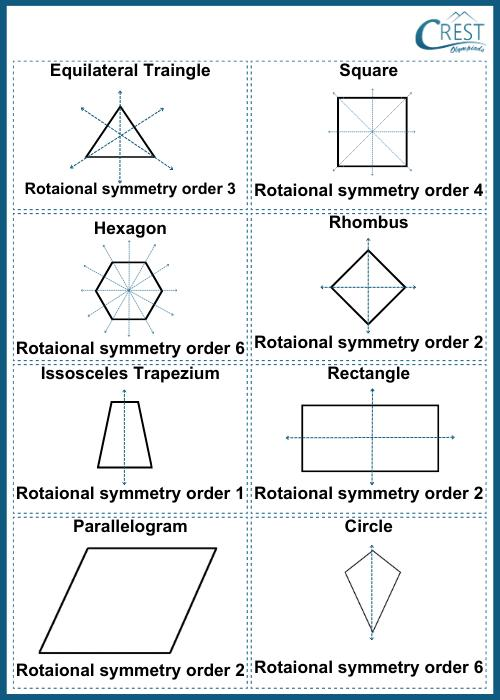 CREST
Olympiads
Equilateral Traingle
Square
Rotaional symmetry order 3
Rotaional symmetry order 4
Hexagon
Rhombus
Rotaional symmetry order 6
Rotaional symmetry order 2
Issosceles Trapezium
Rectangle
Rotaional symmetry order 1
Rotaional symmetry order 2
Parallelogram
Circle
Rotaional symmetry order 2
Rotaional symmetry order 6